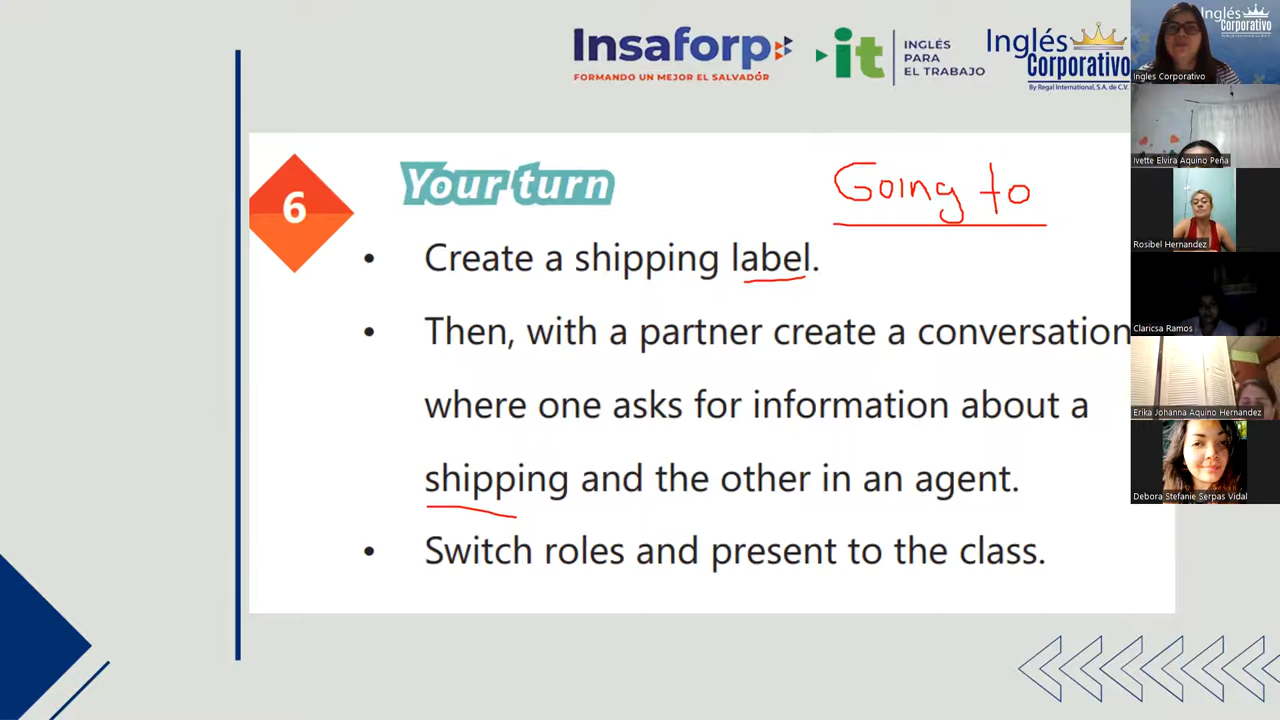 Insaforp
FORMANDO UN MEJOR EL SALVADOR
it
INGLÉS
PARA
EL TRABAJO
Inglés
Corporativo
By Regal International, S.A. de C.V.
6
Your turn
Going to
• Create a shipping label.
• Then, with a partner create a conversation
where one asks for information about a
shipping and the other in an agent.
• Switch roles and present to the class.
Inglés
Corporativo
Ingles Corporativo
Ivette Elvira Aquino Peña
Rosibel Hernandez
Claricsa Ramos
Erika Johanna Aquino Hernandez
Debora Stefanie Serpas Vidal